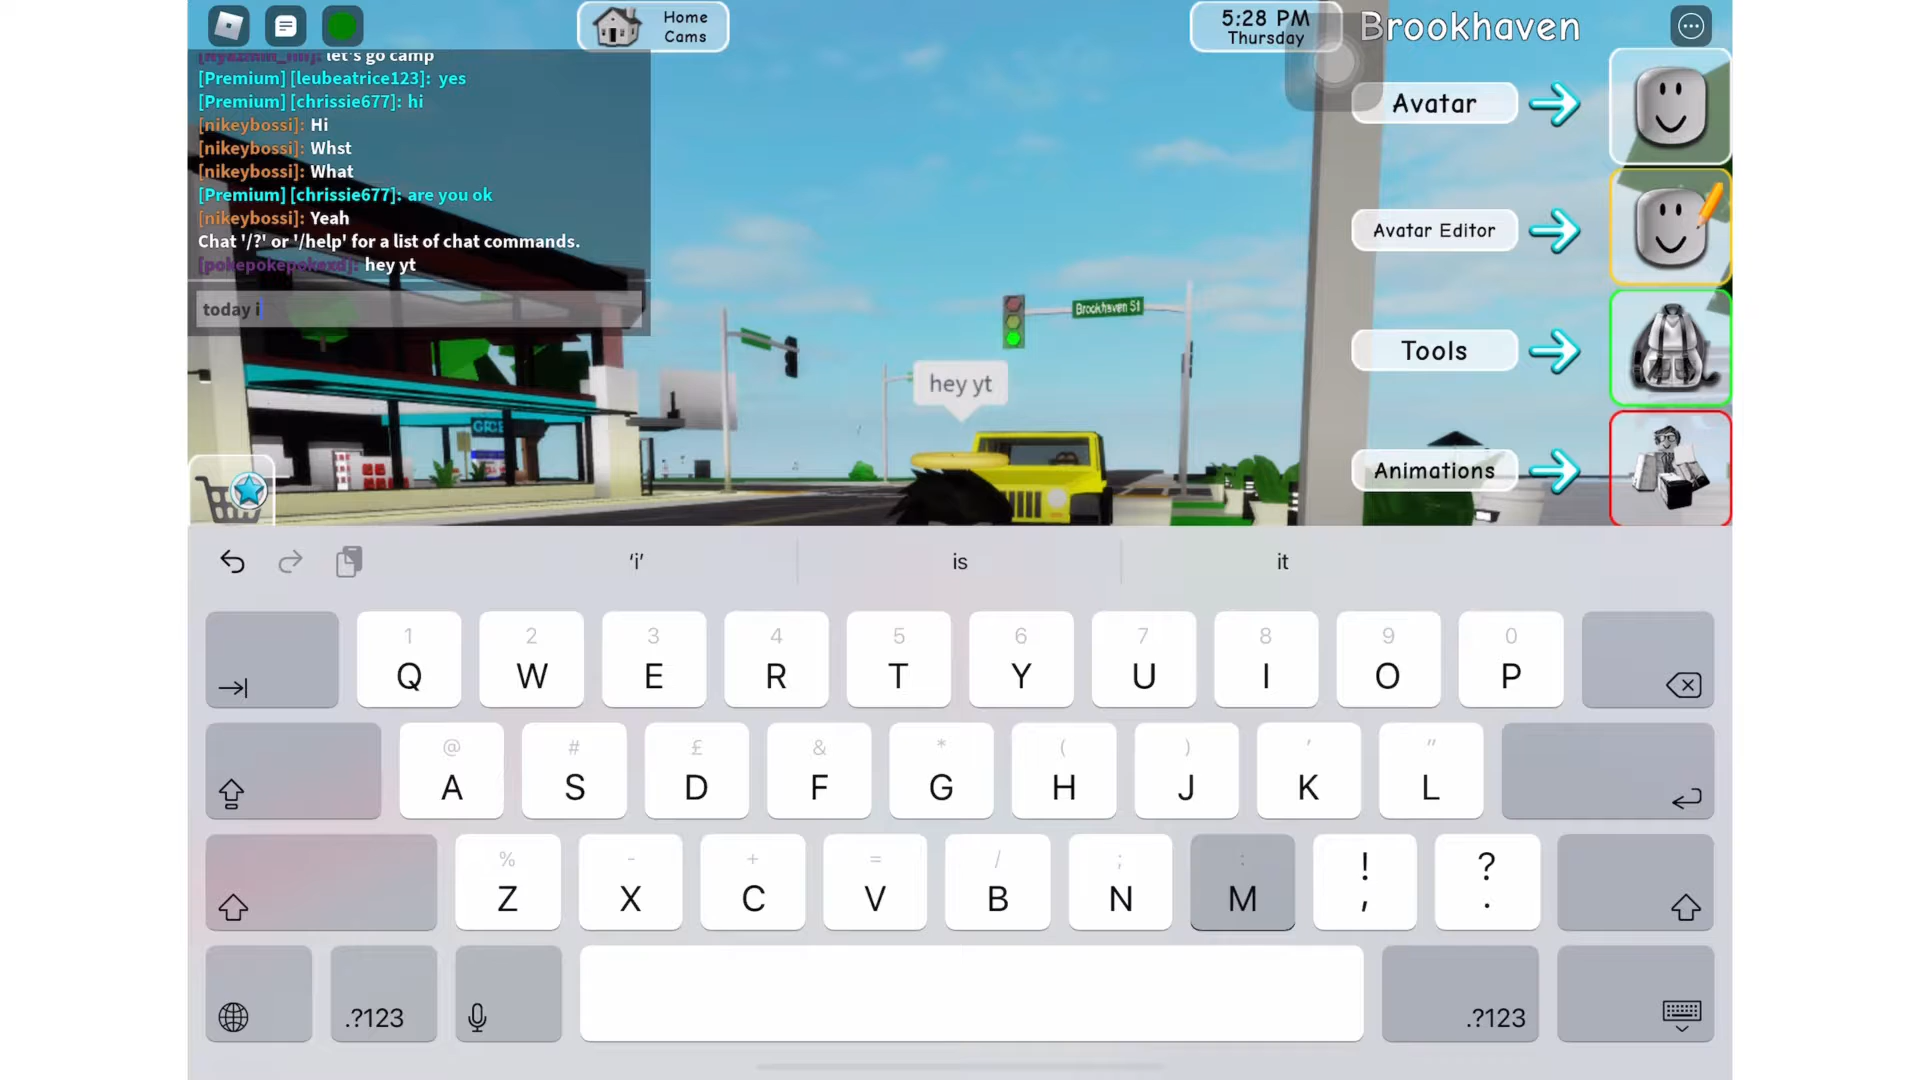 Home
Cams
5:28 PM
Thursday
Brookhaven
let's go camp
[Premium] [leubeatrice123]: yes
[Premium] [chrissie677]: hi
[nikeybossi]: Hi
[nikeybossi]: Whst
[nikeybossi]: What
[Premium] [chrissie677]: are you ok
[nikeybossi]: Yeah
Chat '/?' or '/help' for a list of chat commands.
[pokepokepokexd]: hey yt
today i
Avatar
Avatar Editor
Tools
Animations
Brookhaven St
hey yt
'i'
is
it
1 2 3 4 5 6 7 8 9 0
Q W E R T Y U I O P
@ # £ & * ( ) ' "
A S D F G H J K L
% - + = / ; : ! ?
Z X C V B N M , .
.?123
.?123